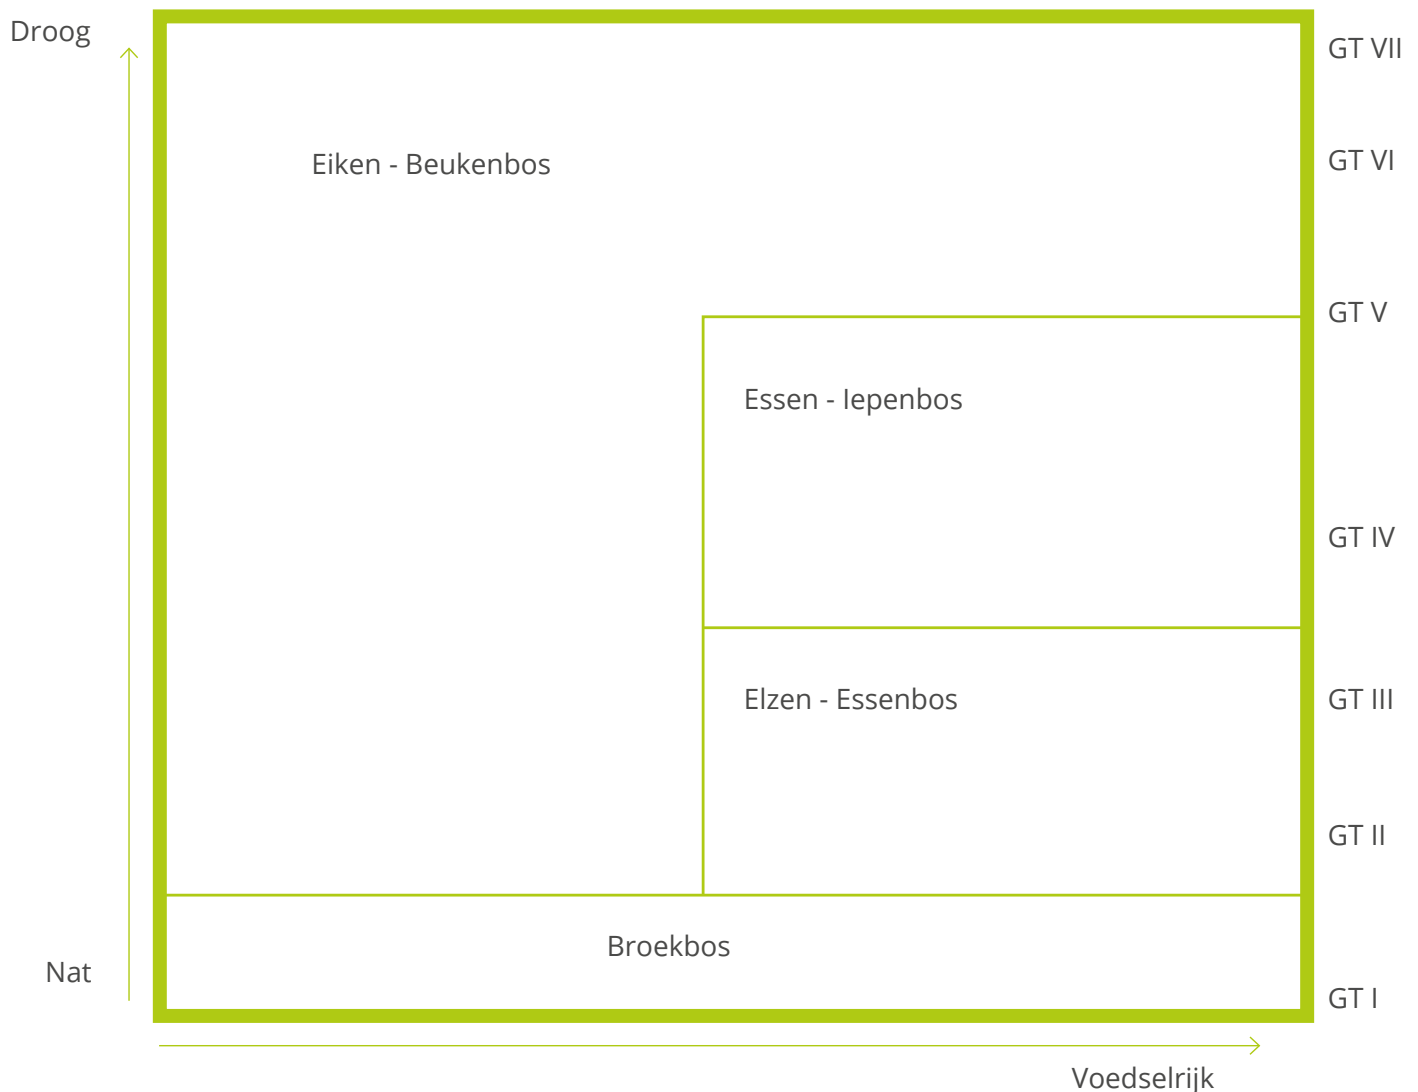 Droog
GT VII
Eiken - Beukenbos
GT VI
GT V
Essen - Iepenbos
GT IV
Elzen - Essenbos
GT III
GT II
Broekbos
Nat
GT I
Voedselrijk